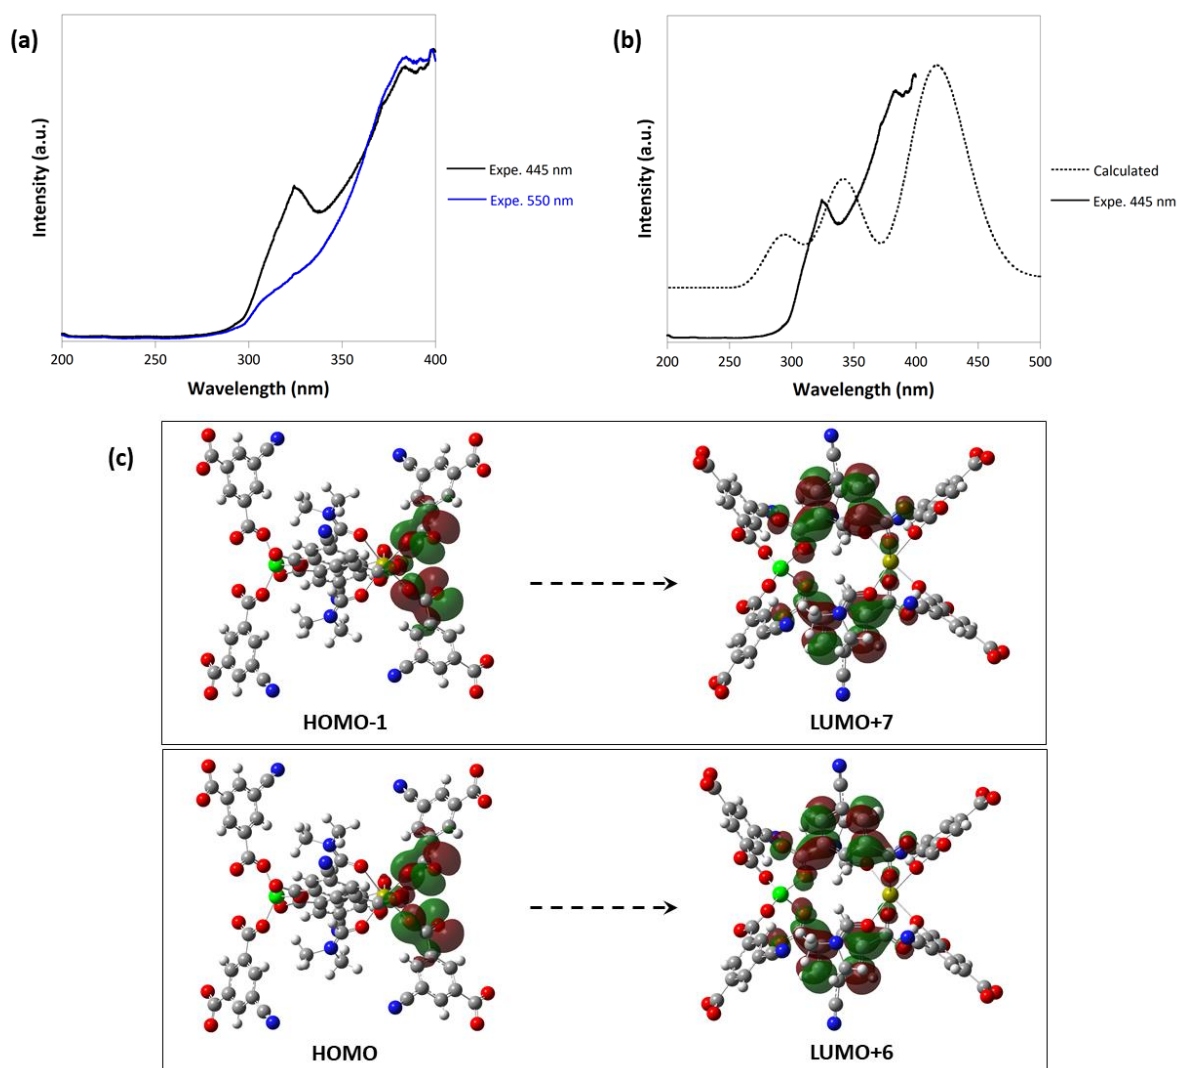 (a)
Intensity (a.u.)
Expe. 445 nm
Expe. 550 nm
200 250 300 350 400
Wavelength (nm)
(b)
Intensity (a.u.)
Calculated
Expe. 445 nm
200 250 300 350 400 450 500
Wavelength (nm)
(c)
HOMO-1 LUMO+7
HOMO LUMO+6